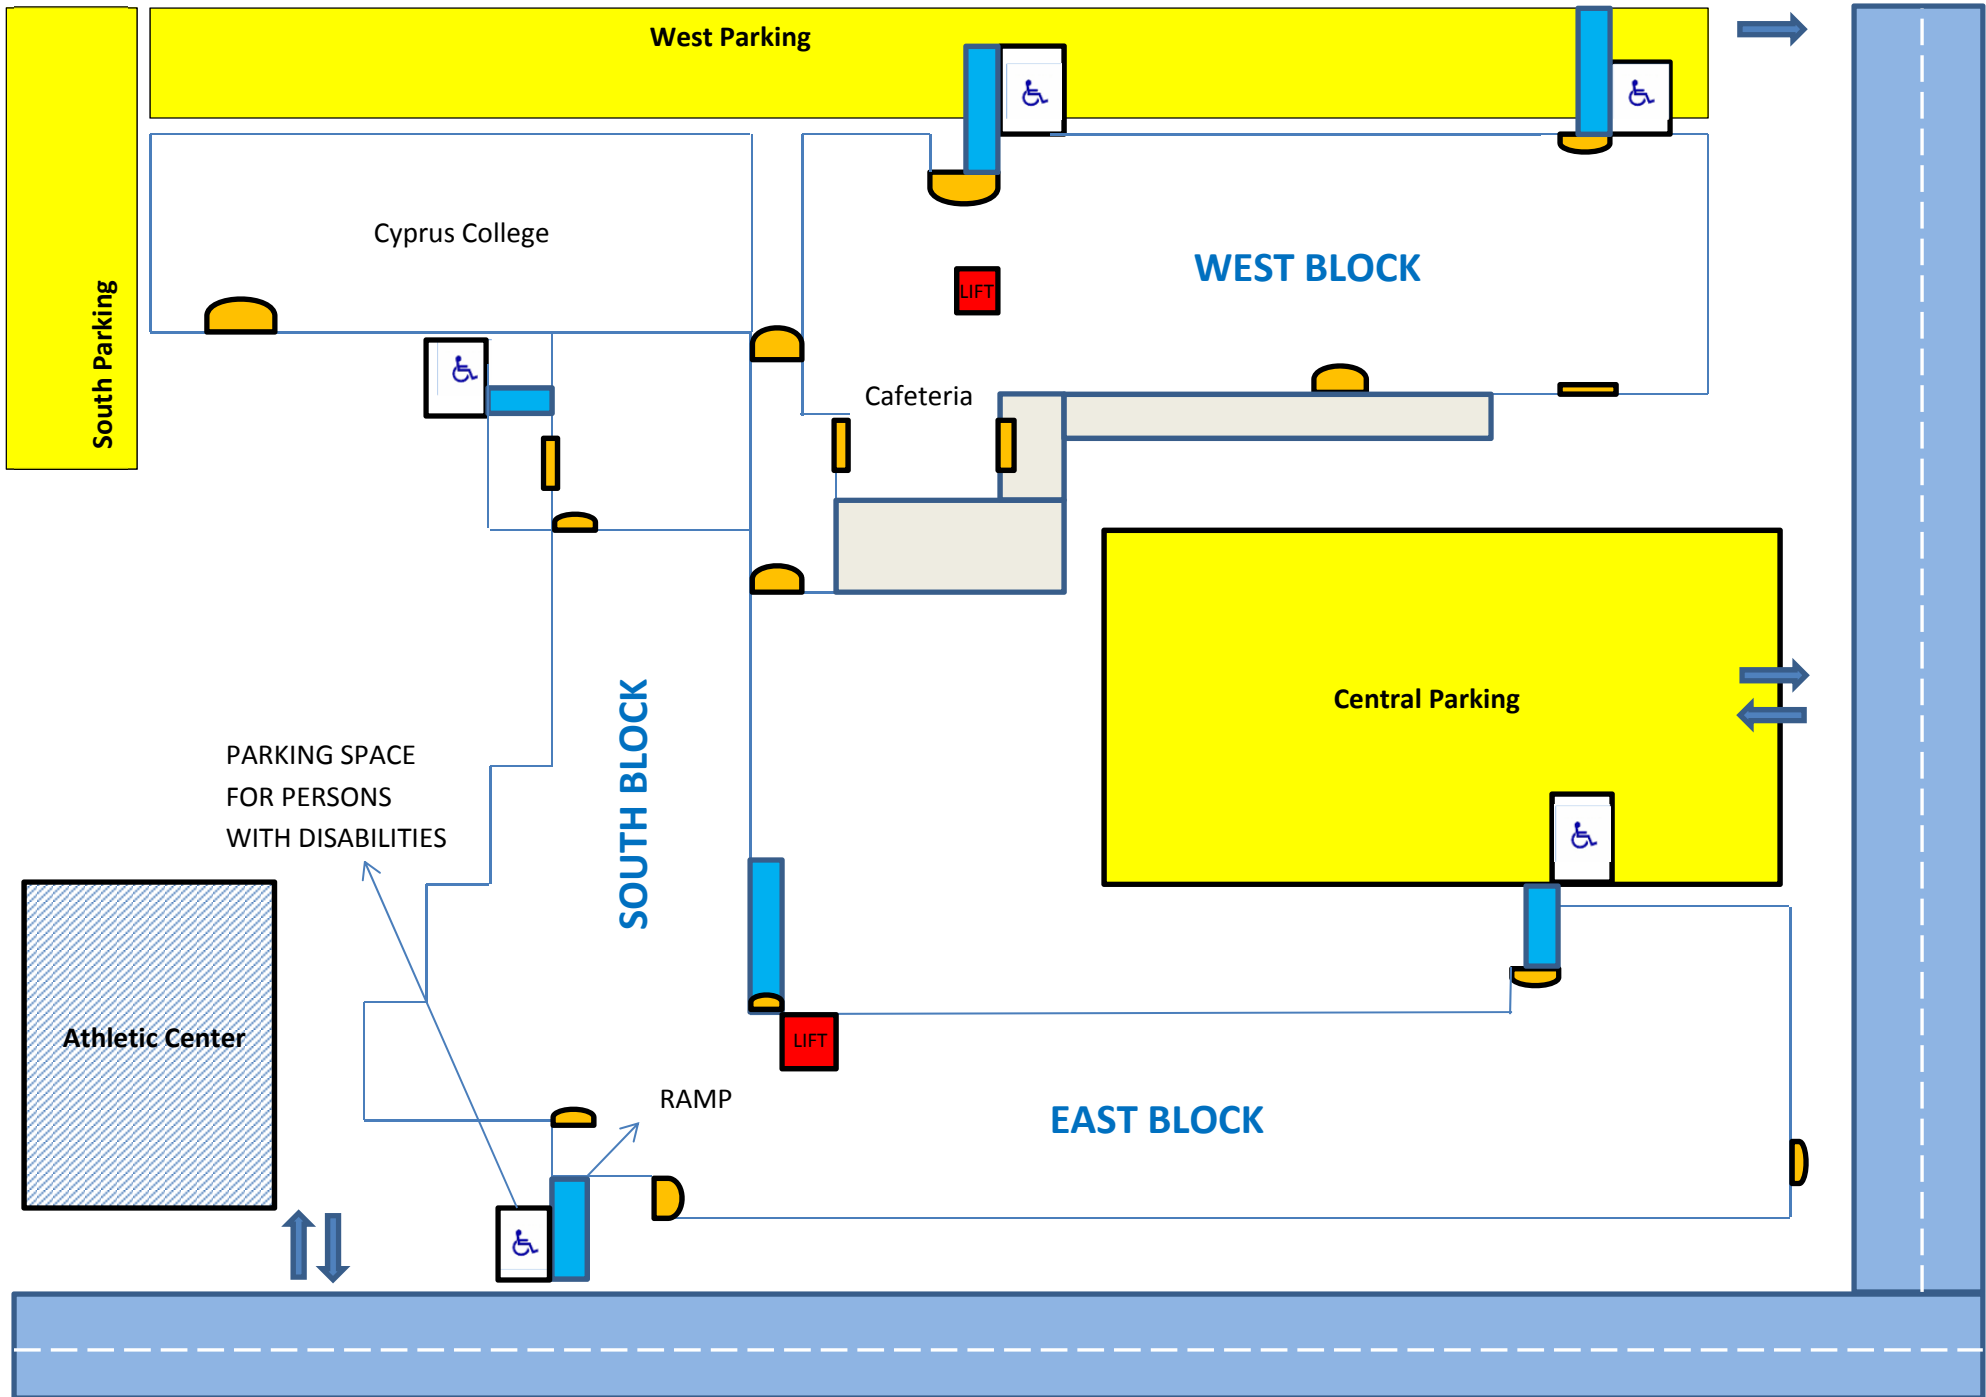 West Parking
Cyprus College
WEST BLOCK
South Parking
LIFT
Cafeteria
Central Parking
SOUTH BLOCK
PARKING SPACE
FOR PERSONS
WITH DISABILITIES
Athletic Center
LIFT
RAMP
EAST BLOCK